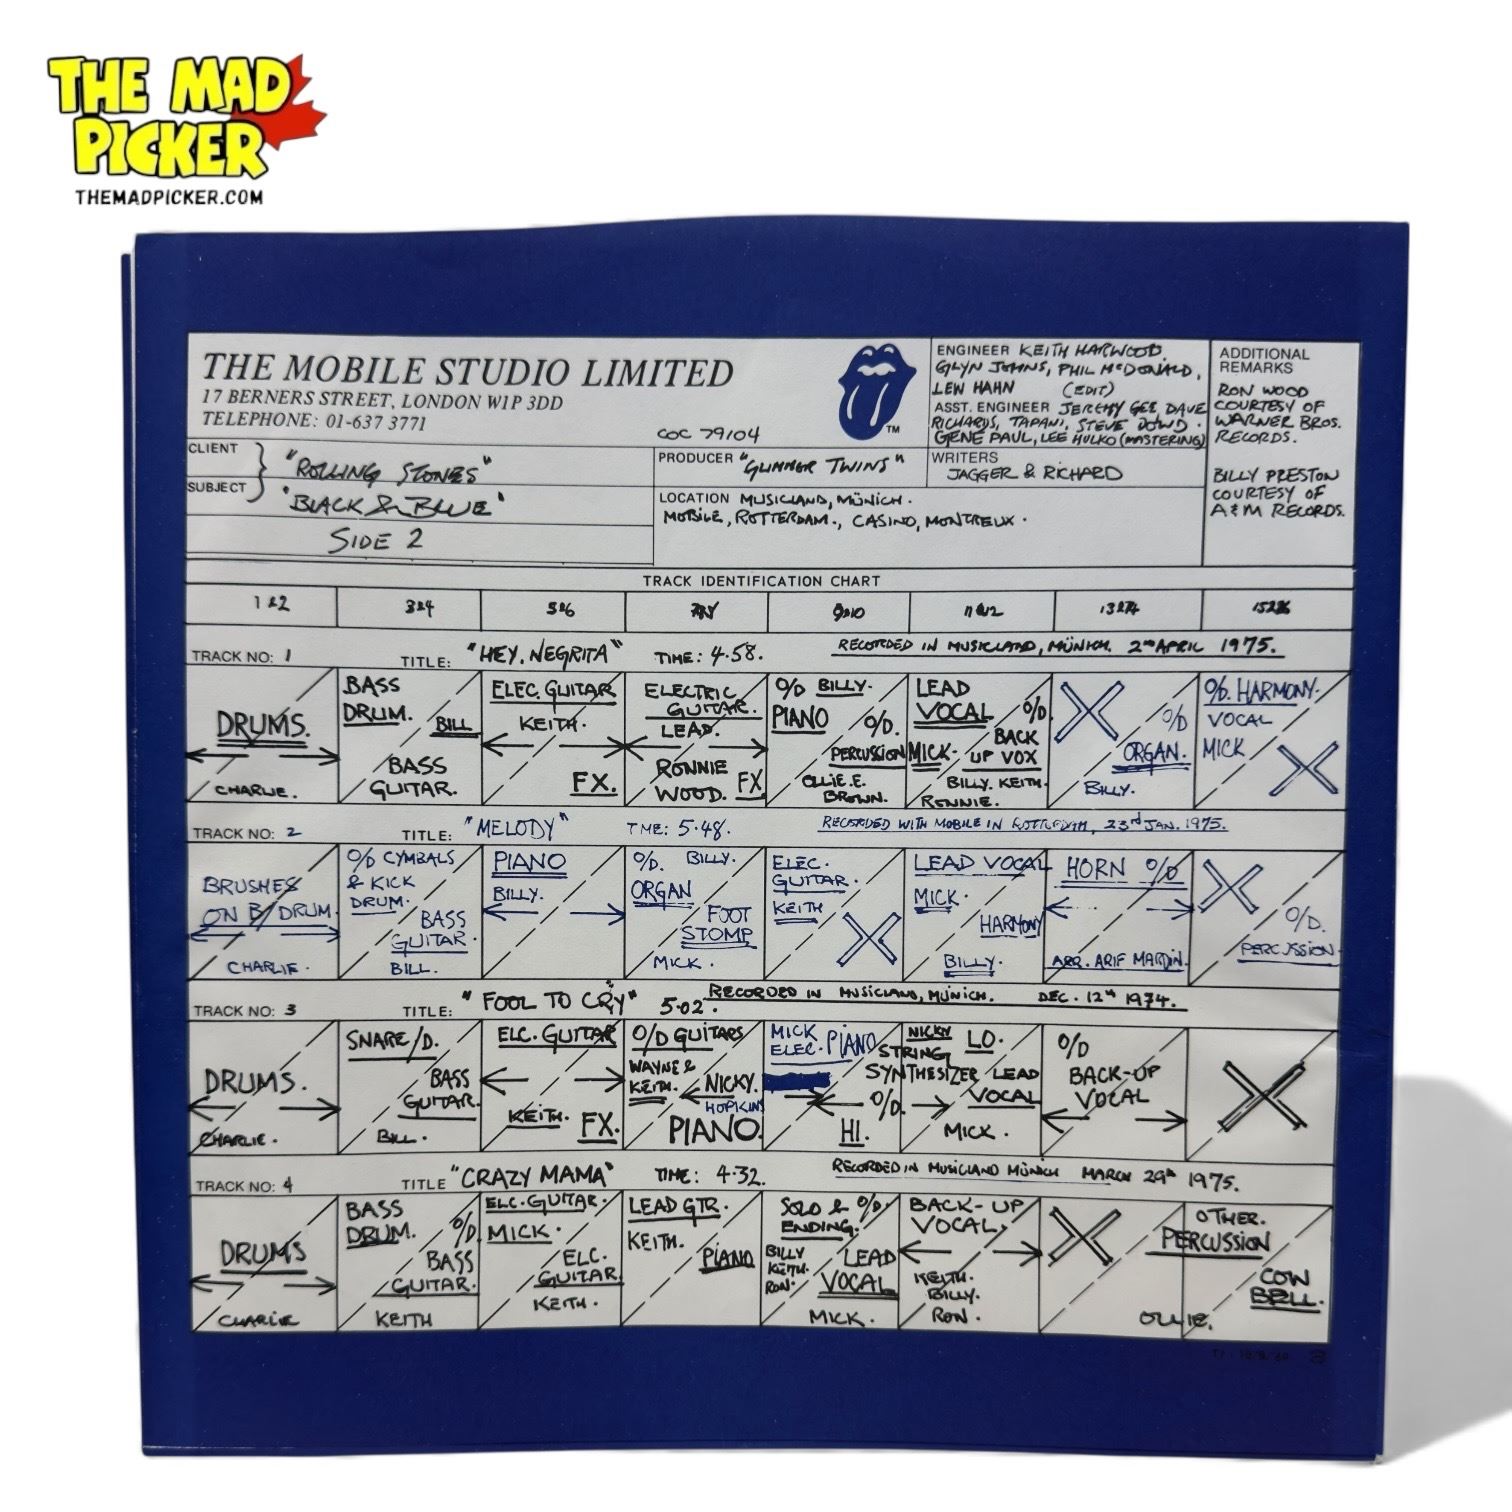 THE MAD
PICKER
THEMADPICKER.COM
THE MOBILE STUDIO LIMITED
17 BERNERS STREET, LONDON W1P 3DD
TELEPHONE: 01-637 3771
COC 79104
TM
ENGINEER KEITH HARWOOD,
GLYN JOHNS, PHIL McDONALD,
LEW HAHN (EDIT)
ASST. ENGINEER JEREMY GEE DAVE
RICHARDS, TAPANI, STEVE DOWD.
GENE PAUL, LEE HULKO (MASTERING)
ADDITIONAL
REMARKS
RON WOOD
COURTESY OF
WARNER BROS.
RECORDS.
BILLY PRESTON
COURTESY OF
A&M RECORDS.
CLIENT
"ROLLING STONES"
SUBJECT
'BLACK & BLUE'
SIDE 2
PRODUCER "GLIMMER TWINS"
WRITERS
JAGGER & RICHARD
LOCATION MUSICLAND, MÜNICH.
MOBILE, ROTTERDAM., CASINO, MONTREUX.
TRACK IDENTIFICATION CHART
1&2 3&4 5&6 9&10 11&12 13&14
TRACK NO: 1 TITLE: "HEY. NEGRITA" TIME: 4.58. RECORDED IN MUSICLAND, MÜNICH. 2nd APRIL 1975.
DRUMS.
CHARLIE.
BASS
DRUM.
BILL
BASS
GUITAR.
ELEC. GUITAR
KEITH.
FX.
ELECTRIC
GUITAR.
LEAD.
RONNIE
WOOD. FX
O/D BILLY.
PIANO
O/D.
PERCUSSION
OLLIE. E.
BROWN.
LEAD
VOCAL
MICK.
O/D.
BACK
UP VOX
BILLY. KEITH.
RONNIE.
O/D
ORGAN.
BILLY.
O/D. HARMONY.
VOCAL
MICK
TRACK NO: 2 TITLE: "MELODY" TIME: 5.48. RECORDED WITH MOBILE IN ROTTERDAM, 23rd JAN. 1975.
BRUSHES
ON B/DRUM.
CHARLIE.
O/D CYMBALS
& KICK
DRUM.
BASS
GUITAR.
BILL.
PIANO
BILLY.
O/D. BILLY.
ORGAN
FOOT
STOMP
MICK.
ELEC.
GUITAR.
KEITH
LEAD VOCAL
MICK.
HARMONY
BILLY.
HORN O/D
ARR. ARIF MARDIN.
O/D.
PERCUSSION.
TRACK NO: 3 TITLE: "FOOL TO CRY" 5.02. RECORDED IN MUSICLAND, MUNICH. DEC. 12th 1974.
DRUMS.
CHARLIE.
SNARE/D.
BASS
GUITAR.
BILL.
ELC. GUITAR
KEITH. FX.
O/D GUITARS
WAYNE &
KEITH.
NICKY.
HOPKINS
PIANO.
MICK
ELEC. PIANO
NICKY
STRING
SYNTHESIZER
O/D.
HI.
LO.
LEAD
VOCAL
MICK.
O/D
BACK-UP
VOCAL
TRACK NO: 4 TITLE "CRAZY MAMA" TIME: 4.32. RECORDED IN MUSICLAND MÜNICH MARCH 29th 1975.
DRUMS
CHARLIE
BASS
DRUM.
O/D.
BASS
GUITAR.
KEITH
ELC. GUITAR.
MICK.
ELC.
GUITAR.
KEITH.
LEAD GTR.
KEITH.
PIANO
SOLO & O/D.
ENDING.
BILLY
KEITH.
RON.
LEAD
VOCAL
MICK.
BACK-UP
VOCAL.
KEITH.
BILLY.
RON.
OTHER.
PERCUSSION
COW
BELL.
OLLIE.